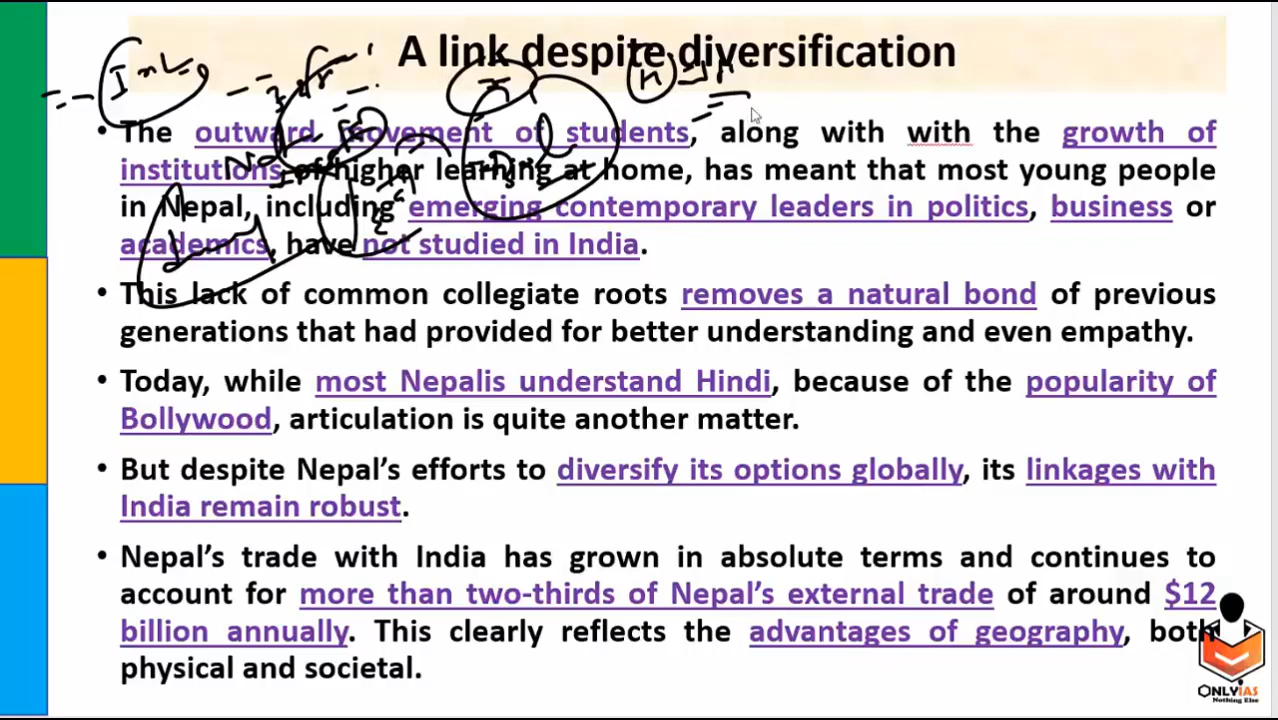 A link despite diversification
• The outward movement of students, along with with the growth of
institutions of higher learning at home, has meant that most young people
in Nepal, including emerging contemporary leaders in politics, business or
academics, have not studied in India.
• This lack of common collegiate roots removes a natural bond of previous
generations that had provided for better understanding and even empathy.
• Today, while most Nepalis understand Hindi, because of the popularity of
Bollywood, articulation is quite another matter.
• But despite Nepal's efforts to diversify its options globally, its linkages with
India remain robust.
• Nepal's trade with India has grown in absolute terms and continues to
account for more than two-thirds of Nepal's external trade of around $12
billion annually. This clearly reflects the advantages of geography, both
physical and societal.
ONLYIAS
Nothing Else